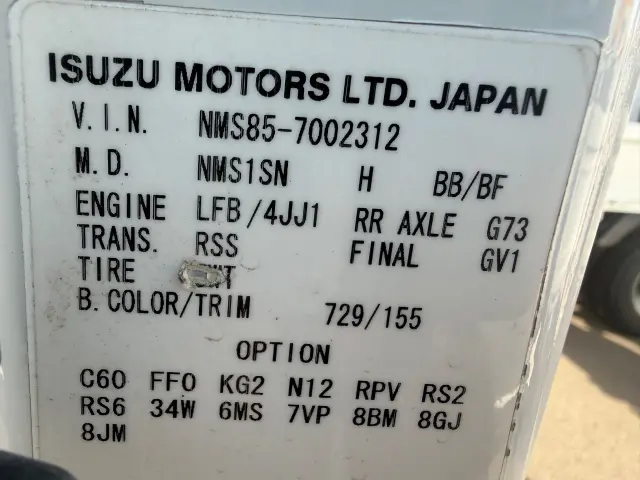 ISUZU MOTORS LTD. JAPAN
V.I.N. NMS85-7002312
M.D. NMS1SN H BB/BF
ENGINE LFB/4JJ1 RR AXLE G73
TRANS. RSS FINAL GV1
TIRE
B.COLOR/TRIM 729/155
OPTION
C60 FFO KG2 N12 RPV RS2
RS6 34W 6MS 7VP 8BM 8GJ
8JM